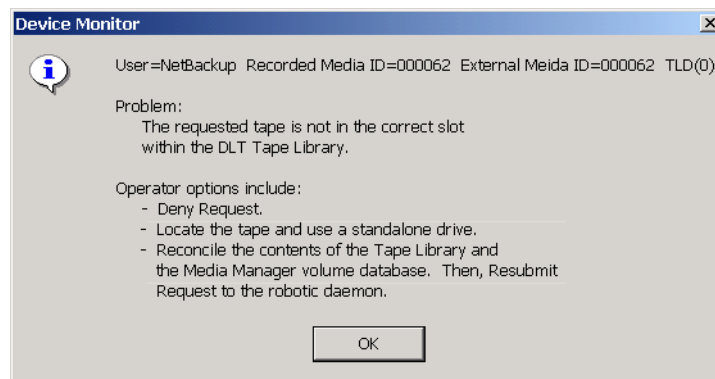 Device Monitor
User=NetBackup Recorded Media ID=000062 External Meida ID=000062 TLD(0)
Problem:
The requested tape is not in the correct slot
within the DLT Tape Library.
Operator options include:
- Deny Request.
- Locate the tape and use a standalone drive.
- Reconcile the contents of the Tape Library and
the Media Manager volume database. Then, Resubmit
Request to the robotic daemon.
OK